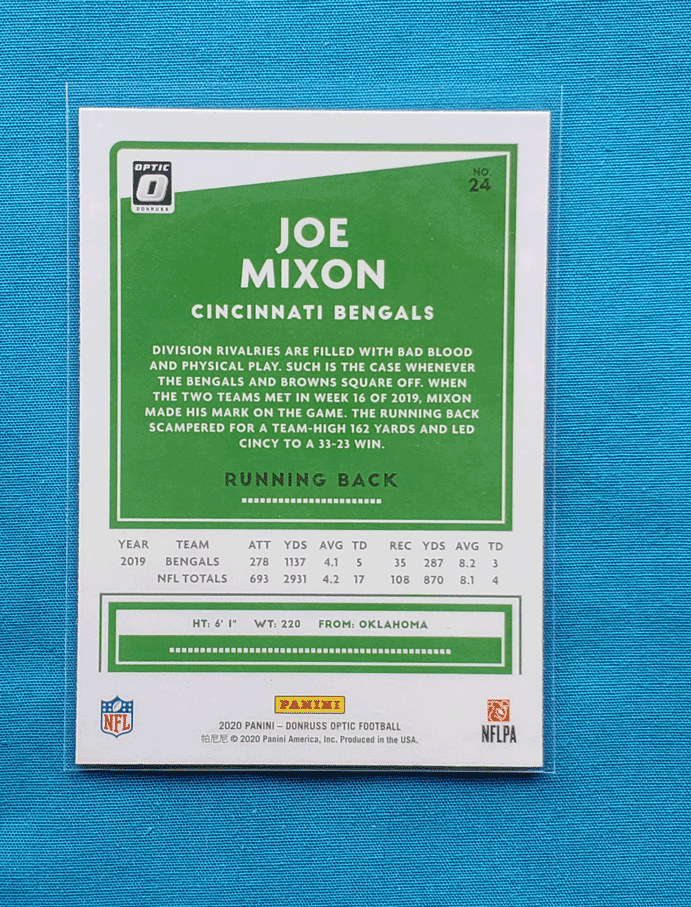 OPTIC
DONRUSS
NO.
24
JOE
MIXON
CINCINNATI BENGALS
DIVISION RIVALRIES ARE FILLED WITH BAD BLOOD
AND PHYSICAL PLAY. SUCH IS THE CASE WHENEVER
THE BENGALS AND BROWNS SQUARE OFF. WHEN
THE TWO TEAMS MET IN WEEK 16 OF 2019, MIXON
MADE HIS MARK ON THE GAME. THE RUNNING BACK
SCAMPERED FOR A TEAM-HIGH 162 YARDS AND LED
CINCY TO A 33-23 WIN.
RUNNING BACK
YEAR TEAM ATT YDS AVG TD REC YDS AVG TD
2019 BENGALS 278 1137 4.1 5 35 287 8.2 3
NFL TOTALS 693 2931 4.2 17 108 870 8.1 4
HT: 6' 1" WT: 220 FROM: OKLAHOMA
NFL
PANINI
2020 PANINI – DONRUSS OPTIC FOOTBALL
帕尼尼 © 2020 Panini America, Inc. Produced in the USA.
NFLPA